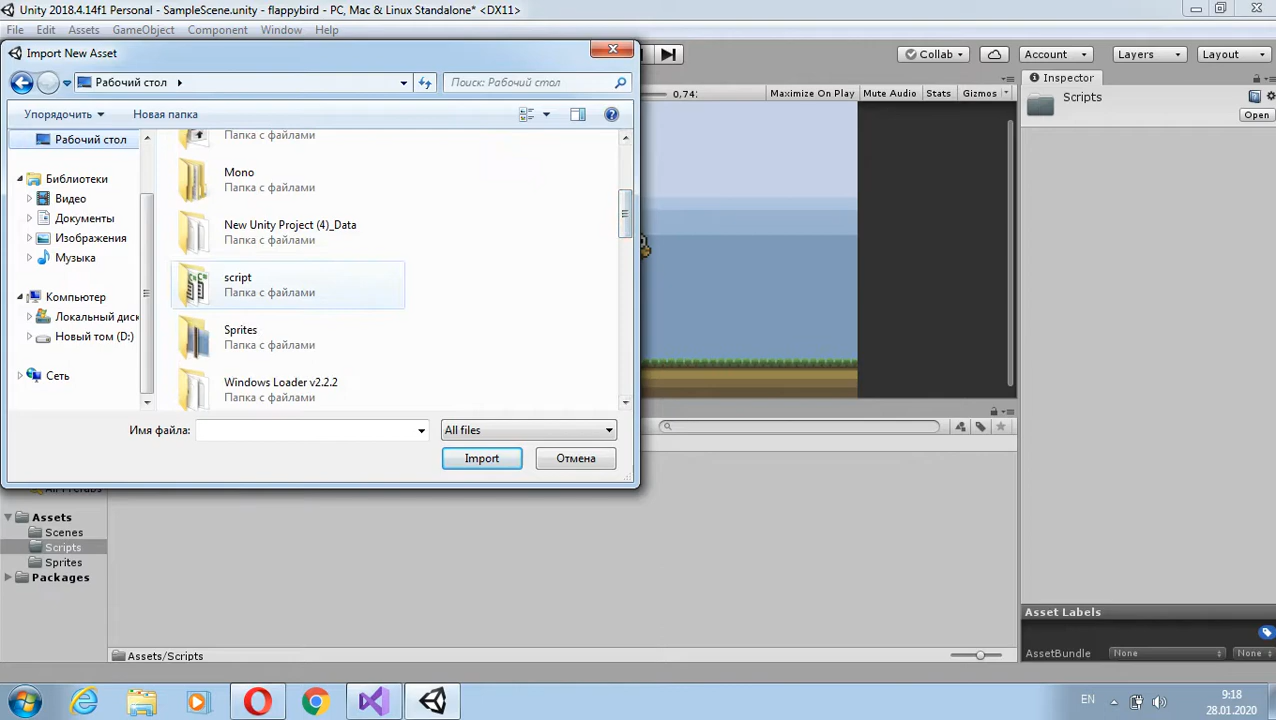 Unity 2018.4.14f1 Personal - SampleScene.unity - flappybird - PC, Mac & Linux Standalone* <DX11>
File Edit Assets GameObject Component Window Help
Import New Asset
Collab Account Layers Layout
Рабочий стол
Поиск: Рабочий стол
0,74
Maximize On Play Mute Audio Stats Gizmos
Inspector
Scripts
Open
Упорядочить Новая папка
Рабочий стол
Библиотеки
Видео
Документы
Изображения
Музыка
Компьютер
Локальный диск
Новый том (D:)
Сеть
Папка с файлами
Mono
Папка с файлами
New Unity Project (4)_Data
Папка с файлами
script
Папка с файлами
Sprites
Папка с файлами
Windows Loader v2.2.2
Папка с файлами
Имя файла:
All files
Import Отмена
All Prefabs
Assets
Scenes
Scripts
Sprites
Packages
Assets/Scripts
Asset Labels
AssetBundle None None
EN
9:18
28.01.2020